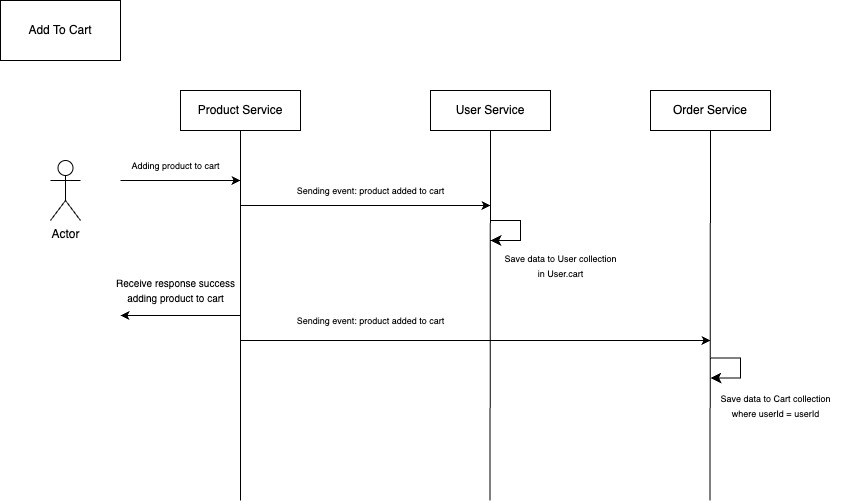 Add To Cart
Product Service
User Service
Order Service
Adding product to cart
Sending event: product added to cart
Actor
Save data to User collection
in User.cart
Receive response success
adding product to cart
Sending event: product added to cart
Save data to Cart collection
where userId = userId